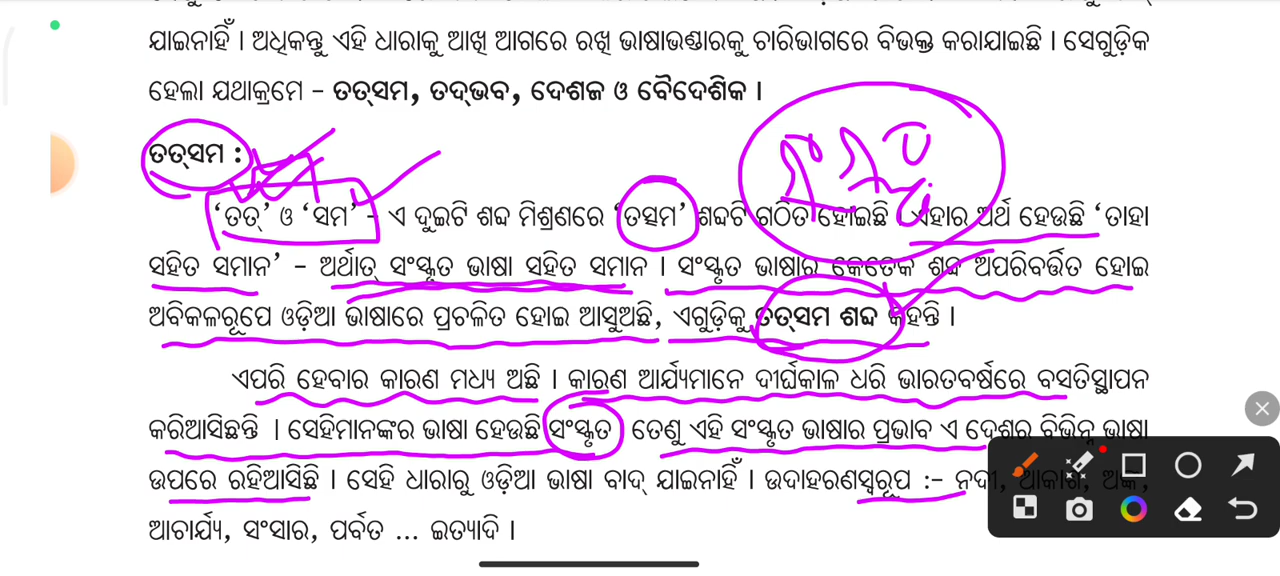 ଯାଇନାହିଁ । ଅଧିକନ୍ତୁ ଏହି ଧାରାକୁ ଆଖି ଆଗରେ ରଖି ଭାଷାଭଣ୍ଡାରକୁ ଚାରିଭାଗରେ ବିଭକ୍ତ କରାଯାଇଛି । ସେଗୁଡ଼ିକ
ହେଲା ଯଥାକ୍ରମେ – ତତ୍‌ସମ, ତଦ୍‌ଭବ, ଦେଶଜ ଓ ବୈଦେଶିକ ।
ତତ୍‌ସମ :
‘ତତ୍’ ଓ ‘ସମ’ – ଏ ଦୁଇଟି ଶବ୍ଦ ମିଶ୍ରଣରେ ‘ତତ୍ସମ’ ଶବ୍ଦଟି ଗଠିତ ହୋଇଛି । ଏହାର ଅର୍ଥ ହେଉଛି ‘ତାହା
ସହିତ ସମାନ’ – ଅର୍ଥାତ୍ ସଂସ୍କୃତ ଭାଷା ସହିତ ସମାନ । ସଂସ୍କୃତ ଭାଷାର କେତେକ ଶବ୍ଦ ଅପରିବର୍ତ୍ତିତ ହୋଇ
ଅବିକଳରୂପେ ଓଡ଼ିଆ ଭାଷାରେ ପ୍ରଚଳିତ ହୋଇ ଆସୁଅଛି, ଏଗୁଡ଼ିକୁ ତତ୍‌ସମ ଶବ୍ଦ କହନ୍ତି ।
ଏପରି ହେବାର କାରଣ ମଧ୍ୟ ଅଛି । କାରଣ ଆର୍ଯ୍ୟମାନେ ଦୀର୍ଘକାଳ ଧରି ଭାରତବର୍ଷରେ ବସତିସ୍ଥାପନ
କରିଆସିଛନ୍ତି । ସେହିମାନଙ୍କର ଭାଷା ହେଉଛି ସଂସ୍କୃତ ତେଣୁ ଏହି ସଂସ୍କୃତ ଭାଷାର ପ୍ରଭାବ ଏ ଦେଶର ବିଭିନ୍ନ ଭାଷା
ଉପରେ ରହିଆସିଛି । ସେହି ଧାରାରୁ ଓଡ଼ିଆ ଭାଷା ବାଦ୍ ଯାଇନାହିଁ । ଉଦାହରଣସ୍ୱରୂପ :– ନଦୀ, ଆକାଶ, ଅଙ୍କ,
ଆଚାର୍ଯ୍ୟ, ସଂସାର, ପର୍ବତ ... ଇତ୍ୟାଦି ।